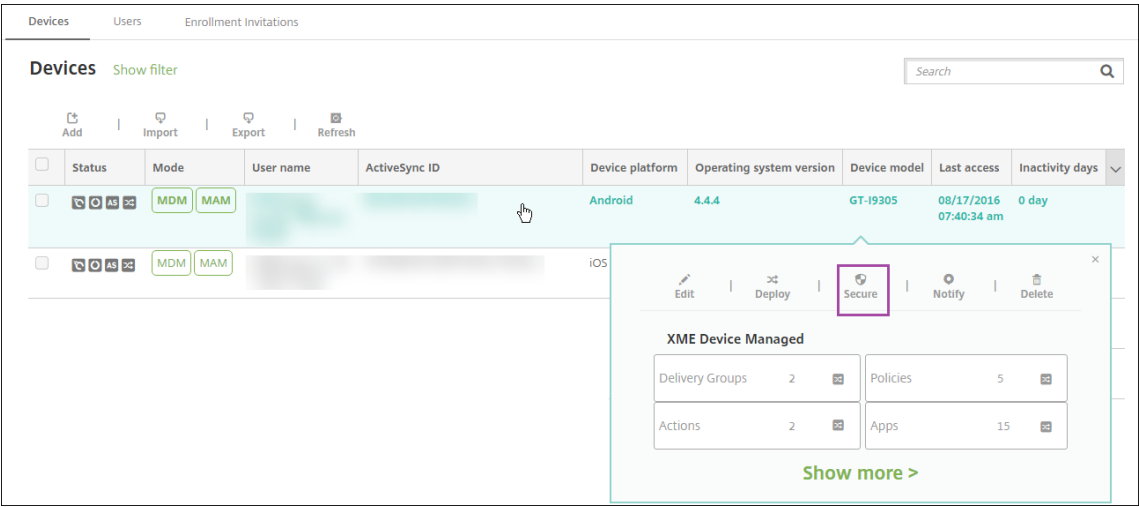 Devices Users Enrollment Invitations
Devices Show filter Search
Add | Import | Export | Refresh
Status Mode User name ActiveSync ID Device platform Operating system version Device model Last access Inactivity days
AS MDM MAM Android 4.4.4 GT-I9305 08/17/2016 0 day
07:40:34 am
AS MDM MAM iOS
×
Edit | Deploy | Secure | Notify | Delete
XME Device Managed
Delivery Groups 2 Policies 5
Actions 2 Apps 15
Show more >